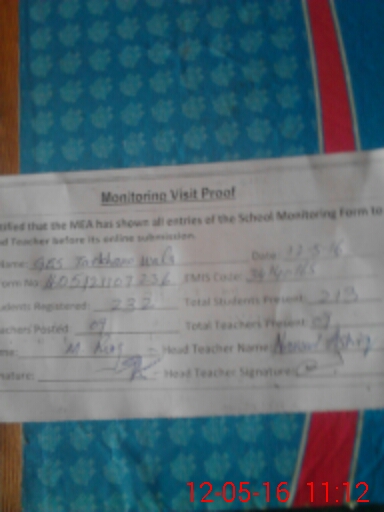 Monitoring Visit Proof
tified that the MEA has shown all entries of the School Monitoring Form to
d Teacher before its online submission.
Name: GES Date: 12-5-16
orm No: EMIS Code:
udents Registered: 232 Total Students Present: 213
achers Posted: 09 Total Teachers Present: 09
me: M Head Teacher Name:
nature: Head Teacher Signature:
12-05-16 11:12